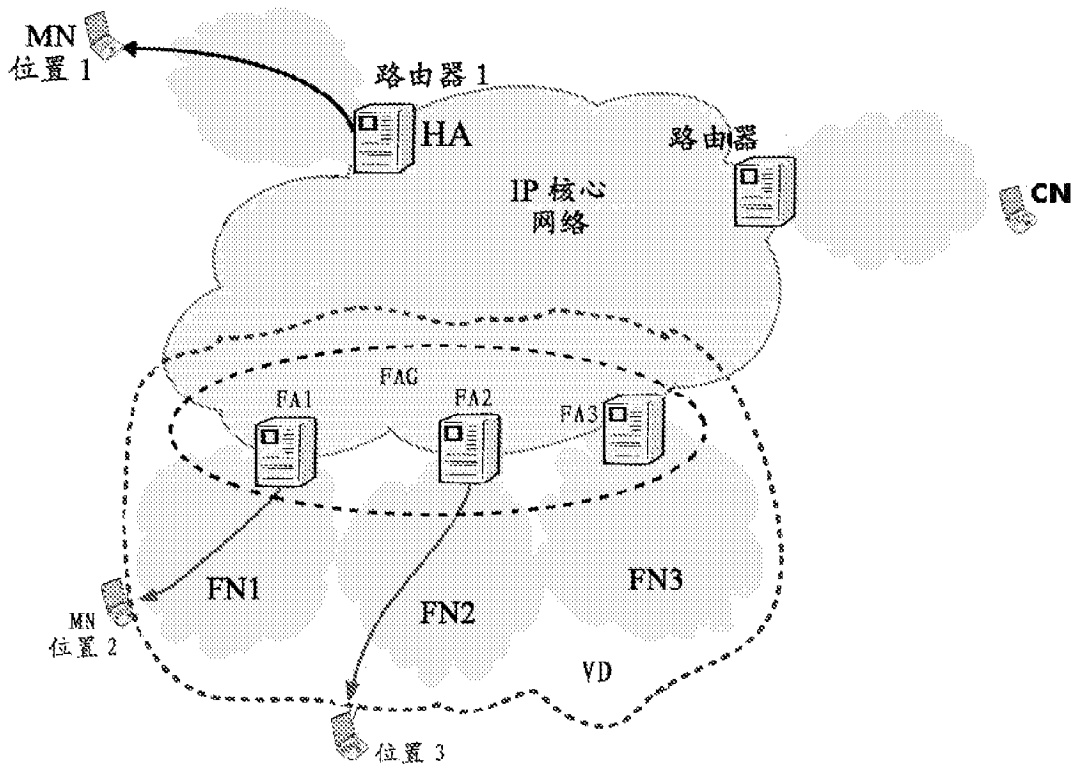 MN
位置 1
路由器 1
HA
路由器
IP 核心
网络
CN
FAG
FA1
FA2
FA3
FN1
FN2
FN3
MN
位置 2
VD
位置 3